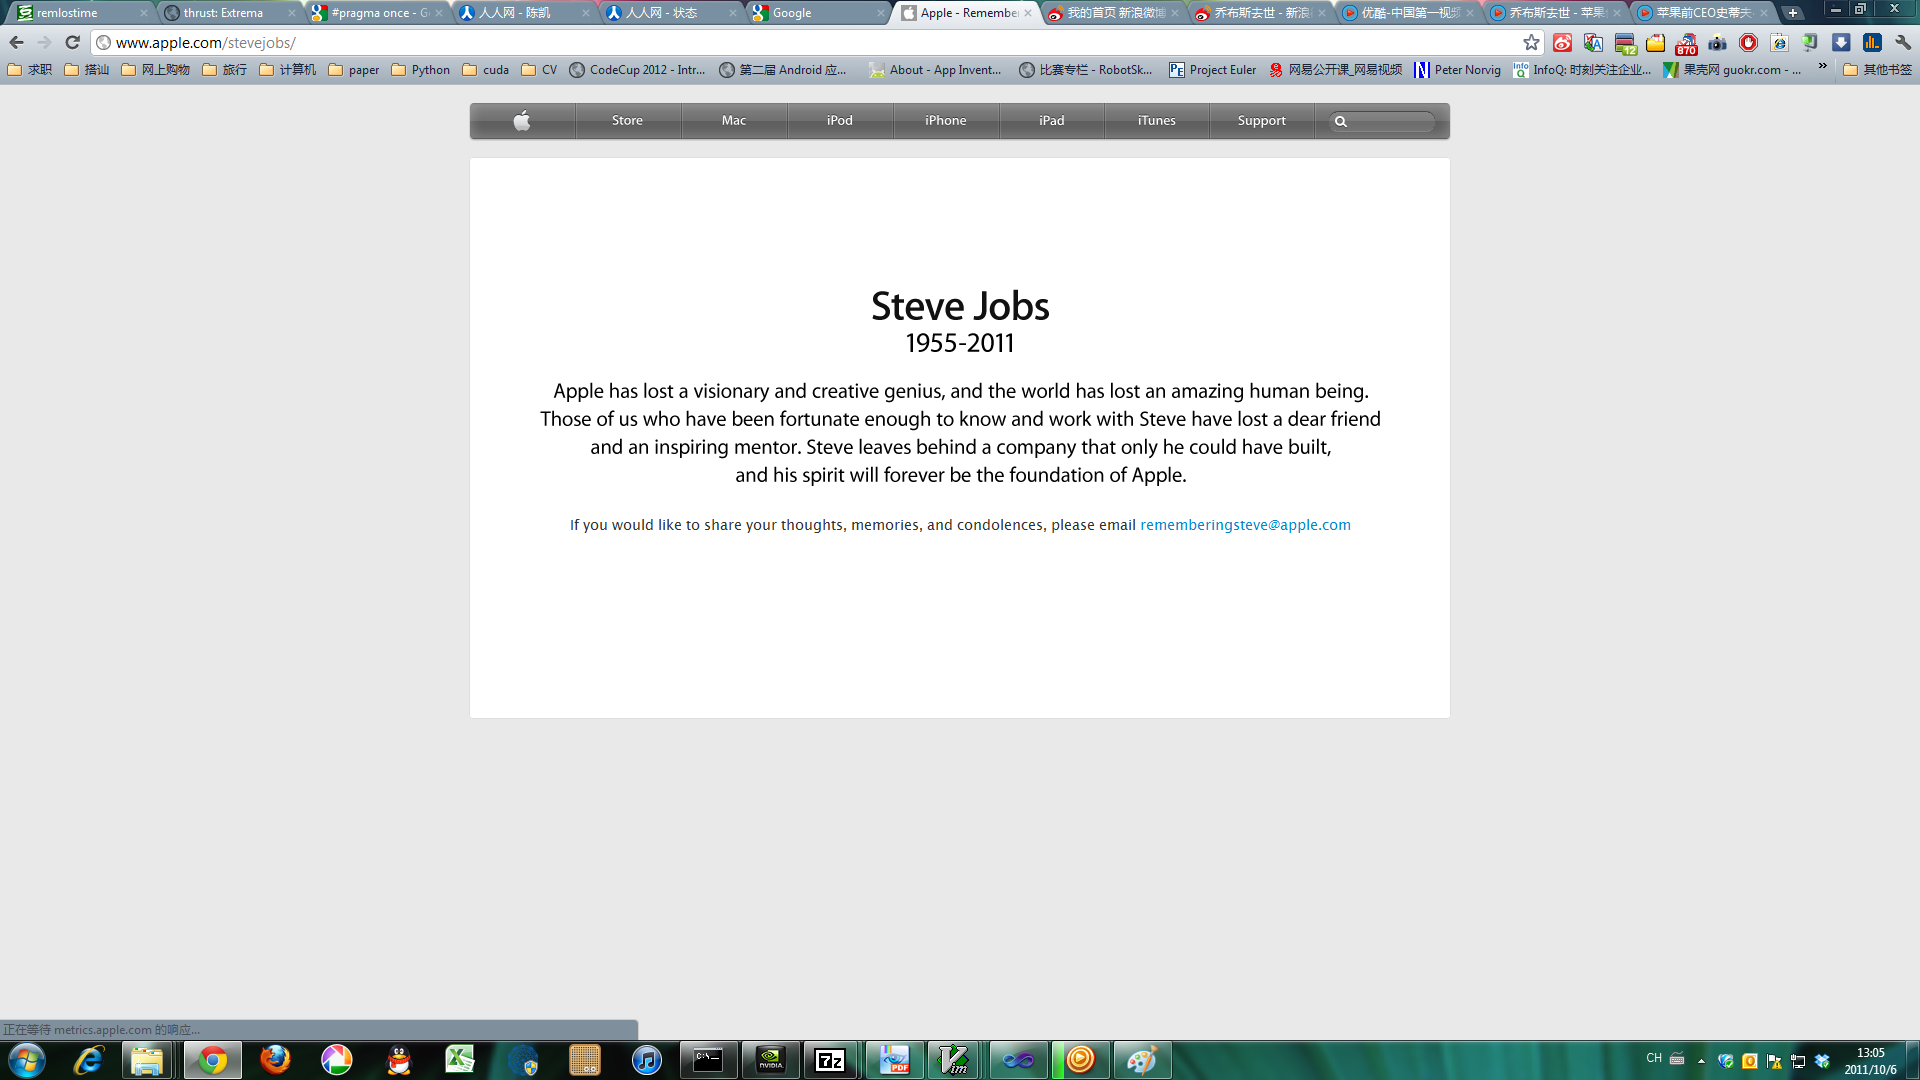 remlostime
thrust: Extrema
#pragma once - G
人人网 - 陈凯
人人网 - 状态
Google
Apple - Remember
我的首页 新浪微博
乔布斯去世 - 新浪
优酷-中国第一视频
乔布斯去世 - 苹果
苹果前CEO史蒂夫
www.apple.com/stevejobs/
12
870
求职
搭讪
网上购物
旅行
计算机
paper
Python
cuda
CV
CodeCup 2012 - Intr...
第二届 Android 应...
About - App Invent...
比赛专栏 - RobotSk...
Project Euler
网易公开课_网易视频
Peter Norvig
InfoQ: 时刻关注企业...
果壳网 guokr.com - ...
»
其他书签
Store
Mac
iPod
iPhone
iPad
iTunes
Support
Steve Jobs
1955-2011
Apple has lost a visionary and creative genius, and the world has lost an amazing human being.
Those of us who have been fortunate enough to know and work with Steve have lost a dear friend
and an inspiring mentor. Steve leaves behind a company that only he could have built,
and his spirit will forever be the foundation of Apple.
If you would like to share your thoughts, memories, and condolences, please email rememberingsteve@apple.com
正在等待 metrics.apple.com 的响应...
C:\_
NVIDIA
7z
PDF
Vim
CH
13:05
2011/10/6